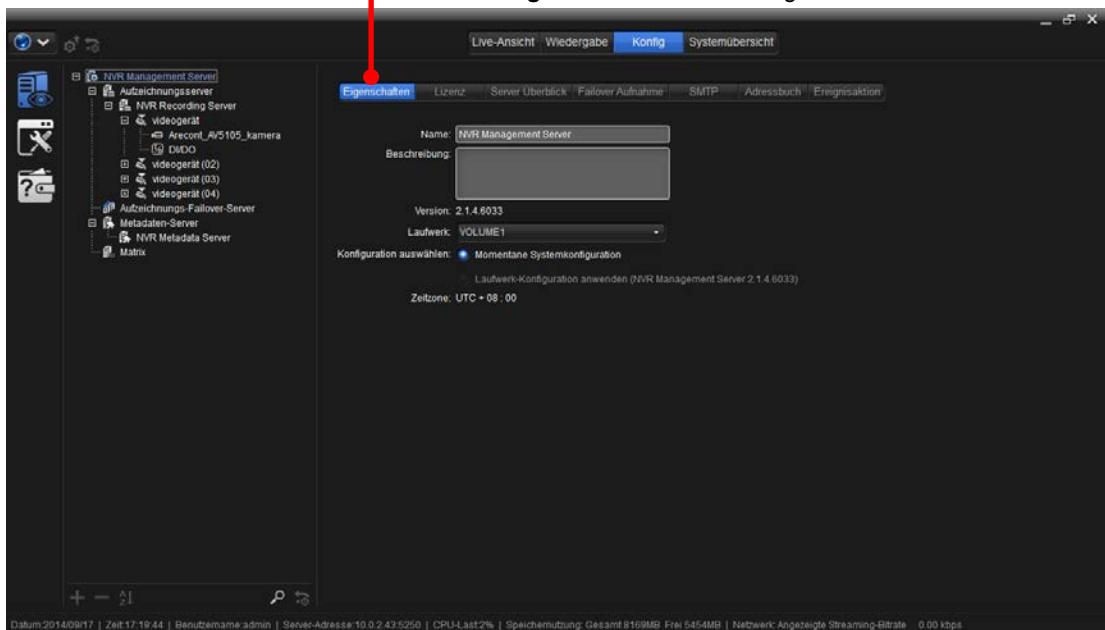 Live-Ansicht Wiedergabe Konfig Systemübersicht
NVR Management Server
Aufzeichnungsserver
NVR Recording Server
videogerät
Arecont_AV5105_kamera
DI/DO
videogerät (02)
videogerät (03)
videogerät (04)
Aufzeichnungs-Failover-Server
Metadaten-Server
NVR Metadata Server
Matrix
Eigenschaften Lizenz Server Überblick Failover Aufnahme SMTP Adressbuch Ereignisaktion
Name: NVR Management Server
Beschreibung:
Version: 2.1.4.6033
Laufwerk: VOLUME1
Konfiguration auswählen: Momentane Systemkonfiguration
Laufwerk-Konfiguration anwenden (NVR Management Server 2.1.4.6033)
Zeitzone: UTC + 08 : 00
Datum:2014/09/17 | Zeit:17:19:44 | Benutzername:admin | Server-Adresse:10.0.2.43:5250 | CPU-Last:2% | Speichernutzung: Gesamt 8169MB Frei 5454MB | Netzwerk: Angezeigte Streaming-Bitrate 0.00 kbps